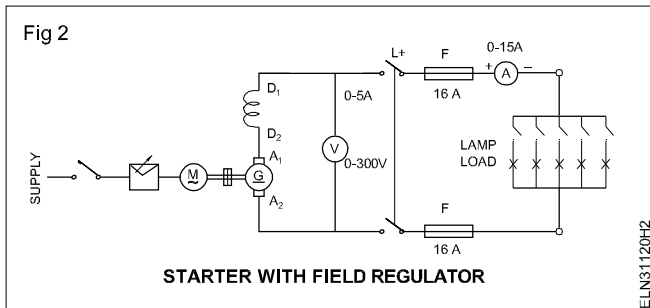 Fig 2
L+
F
0-15A
+ A –
D1
0-5A
16 A
D2
V
LAMP
LOAD
A1
0-300V
SUPPLY
M
~
G
A2
F
16 A
STARTER WITH FIELD REGULATOR
ELN31120H2